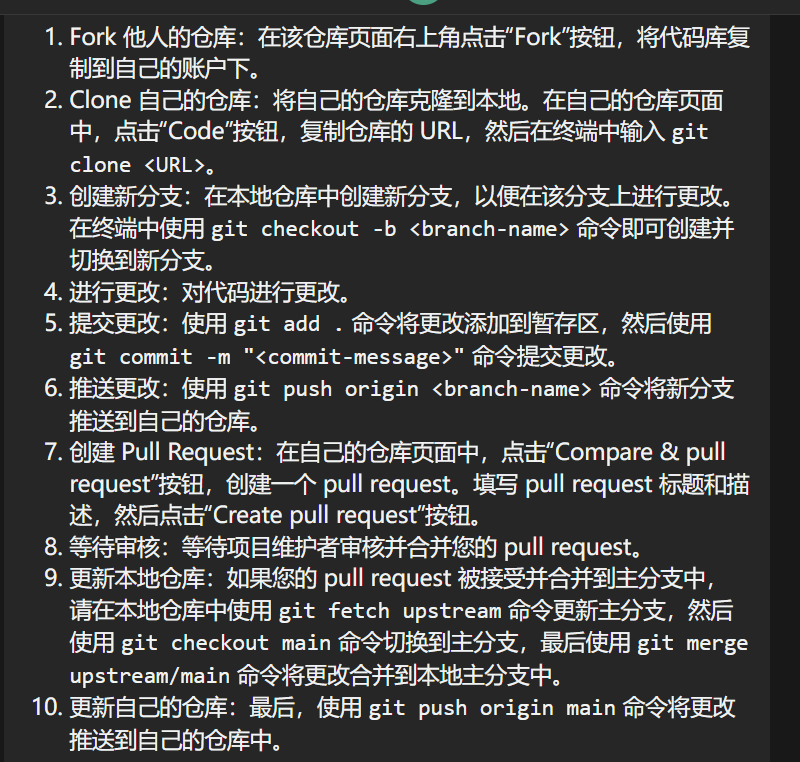 1. Fork 他人的仓库：在该仓库页面右上角点击“Fork”按钮，将代码库复
制到自己的账户下。
2. Clone 自己的仓库：将自己的仓库克隆到本地。在自己的仓库页面
中，点击“Code”按钮，复制仓库的 URL，然后在终端中输入 git
clone <URL>。
3. 创建新分支：在本地仓库中创建新分支，以便在该分支上进行更改。
在终端中使用 git checkout -b <branch-name> 命令即可创建并
切换到新分支。
4. 进行更改：对代码进行更改。
5. 提交更改：使用 git add . 命令将更改添加到暂存区，然后使用
git commit -m "<commit-message>" 命令提交更改。
6. 推送更改：使用 git push origin <branch-name> 命令将新分支
推送到自己的仓库。
7. 创建 Pull Request：在自己的仓库页面中，点击“Compare & pull
request”按钮，创建一个 pull request。填写 pull request 标题和描
述，然后点击“Create pull request”按钮。
8. 等待审核：等待项目维护者审核并合并您的 pull request。
9. 更新本地仓库：如果您的 pull request 被接受并合并到主分支中，
请在本地仓库中使用 git fetch upstream 命令更新主分支，然后
使用 git checkout main 命令切换到主分支，最后使用 git merge
upstream/main 命令将更改合并到本地主分支中。
10. 更新自己的仓库：最后，使用 git push origin main 命令将更改
推送到自己的仓库中。